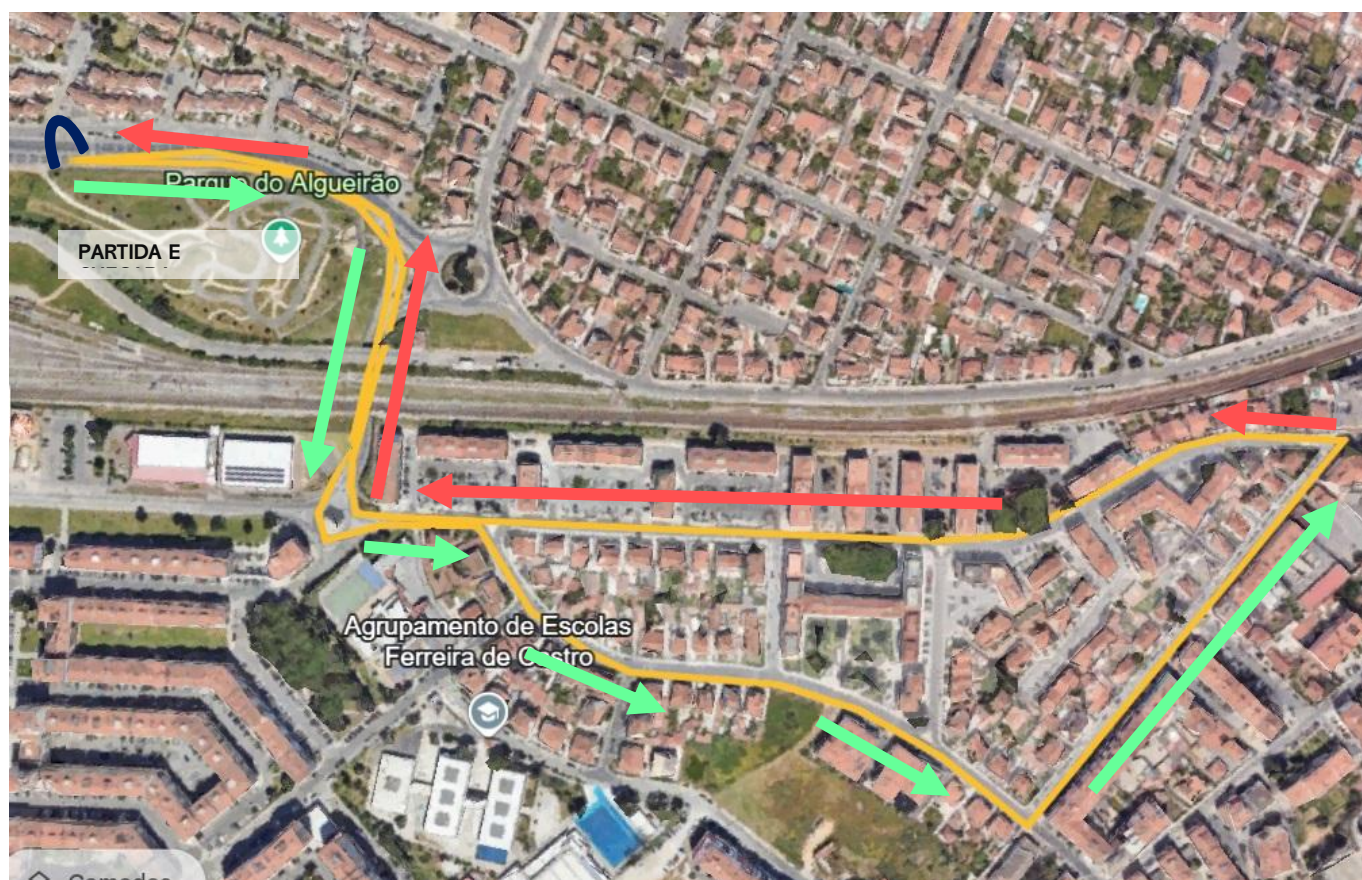 Parque do Algueirão
PARTIDA E
Agrupamento de Escolas
Ferreira de Castro